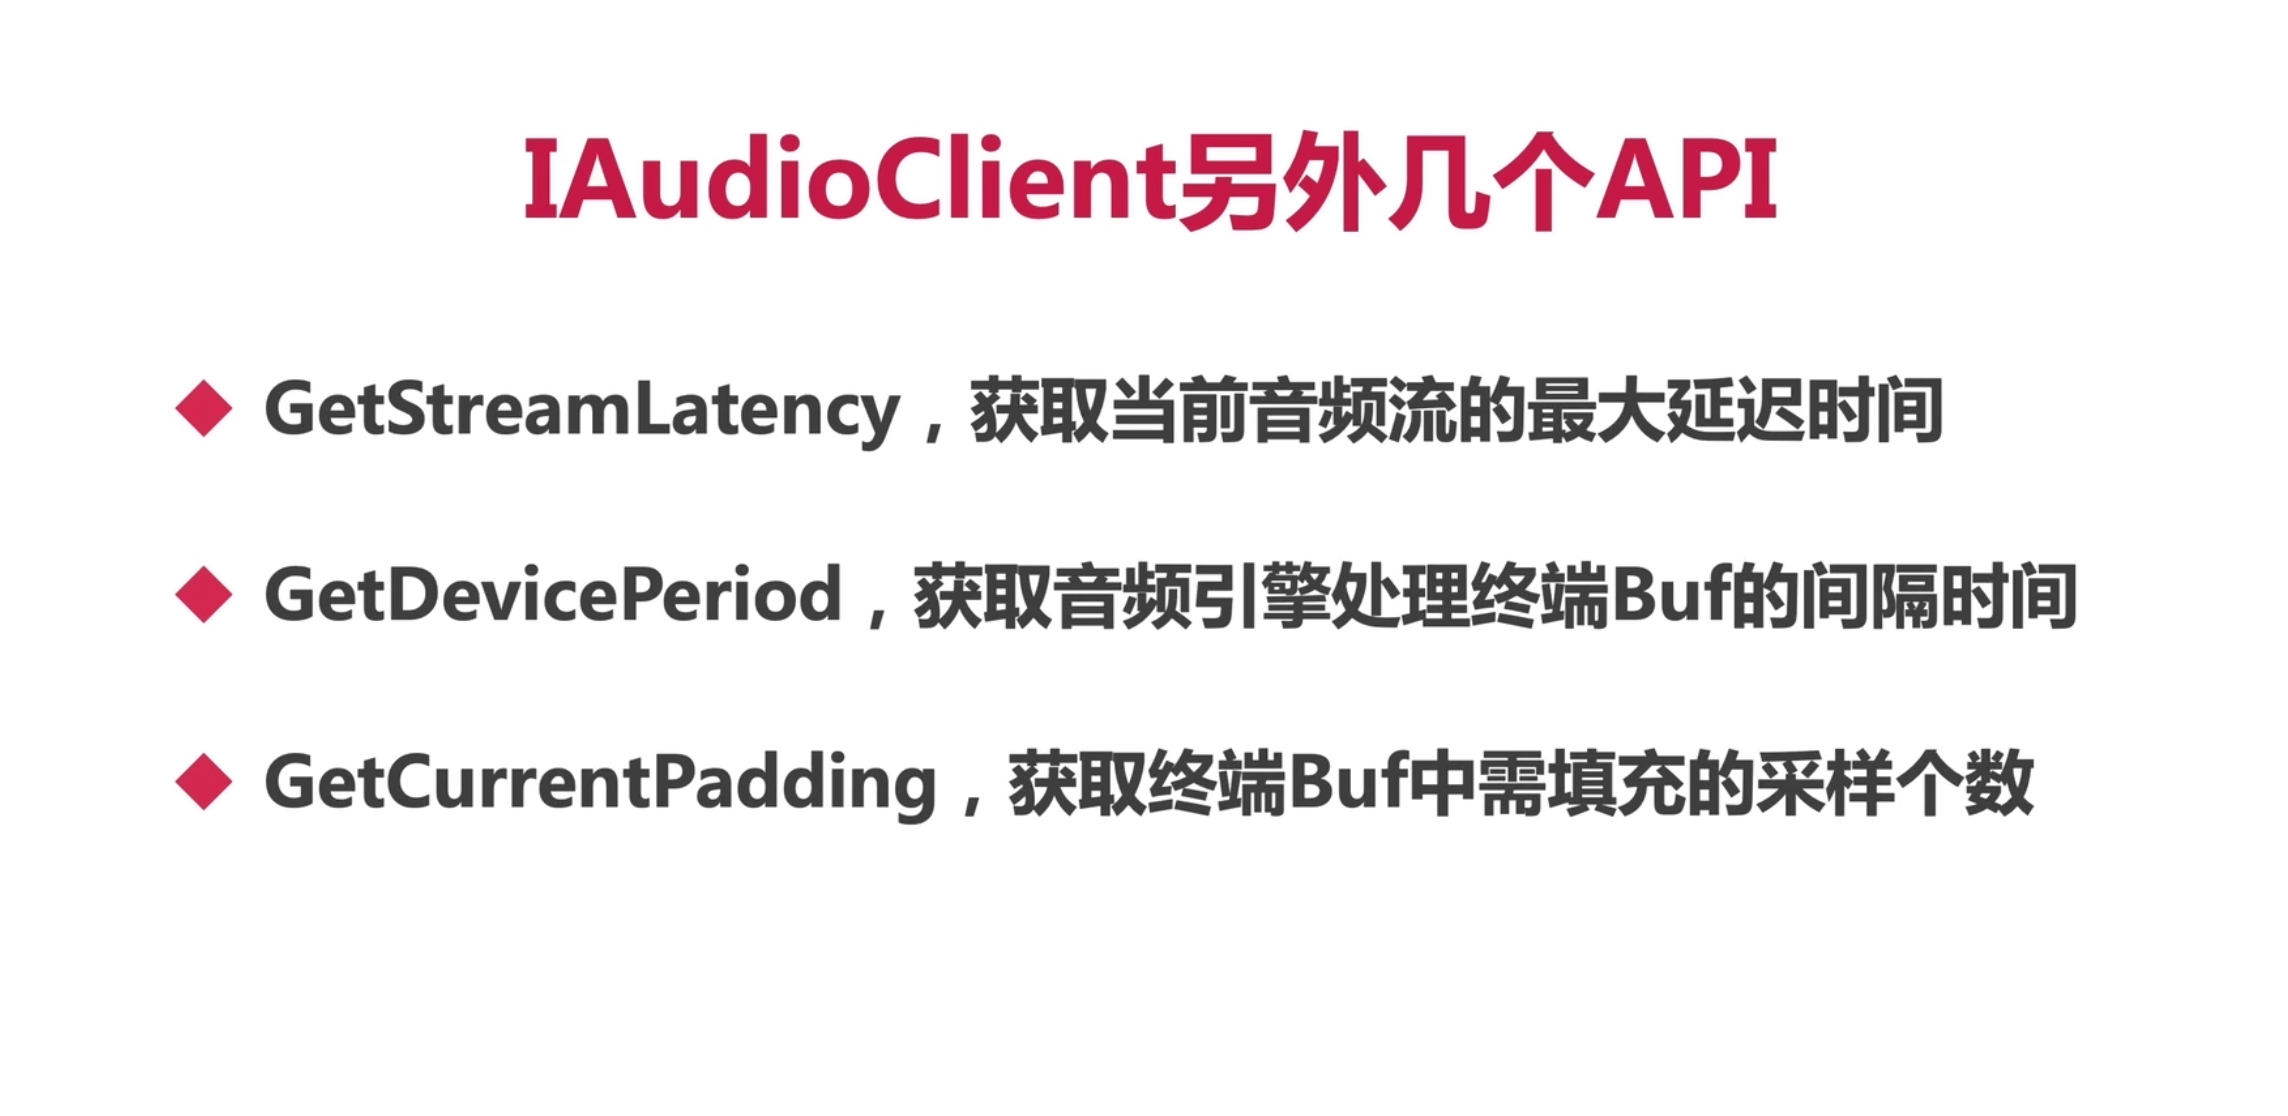 IAudioClient另外几个API
GetStreamLatency，获取当前音频流的最大延迟时间
GetDevicePeriod，获取音频引擎处理终端Buf的间隔时间
GetCurrentPadding，获取终端Buf中需填充的采样个数